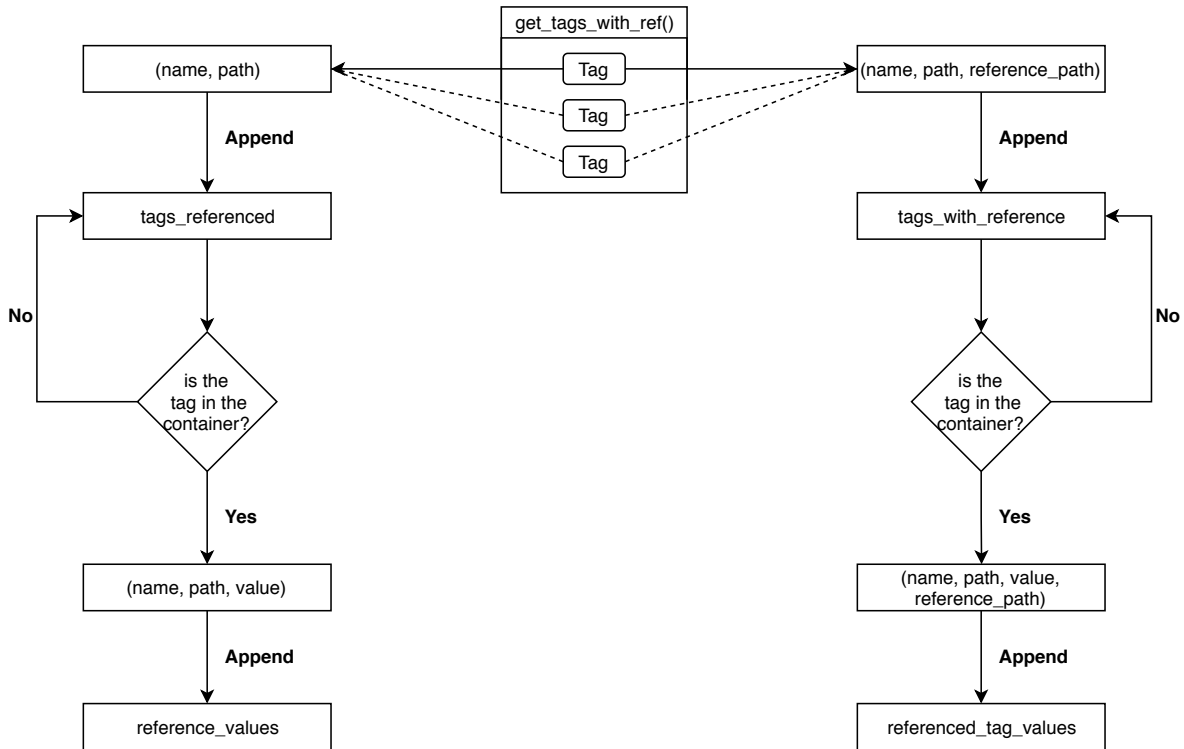 get_tags_with_ref()
(name, path)
Tag
(name, path, reference_path)
Tag
Tag
Append
Append
tags_referenced
tags_with_reference
No
No
is the
tag in the
container?
is the
tag in the
container?
Yes
Yes
(name, path, value)
(name, path, value,
reference_path)
Append
Append
reference_values
referenced_tag_values